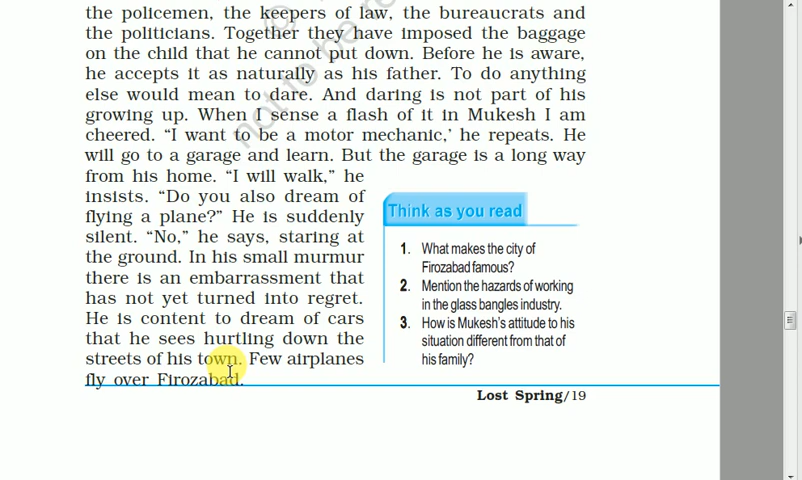 the policemen, the keepers of law, the bureaucrats and
the politicians. Together they have imposed the baggage
on the child that he cannot put down. Before he is aware,
he accepts it as naturally as his father. To do anything
else would mean to dare. And daring is not part of his
growing up. When I sense a flash of it in Mukesh I am
cheered. “I want to be a motor mechanic,’ he repeats. He
will go to a garage and learn. But the garage is a long way
from his home. “I will walk,” he
insists. “Do you also dream of
flying a plane?” He is suddenly
silent. “No,” he says, staring at
the ground. In his small murmur
there is an embarrassment that
has not yet turned into regret.
He is content to dream of cars
that he sees hurtling down the
streets of his town. Few airplanes
fly over Firozabad.
Think as you read
1. What makes the city of
Firozabad famous?
2. Mention the hazards of working
in the glass bangles industry.
3. How is Mukesh's attitude to his
situation different from that of
his family?
Lost Spring/19
©
not to be re